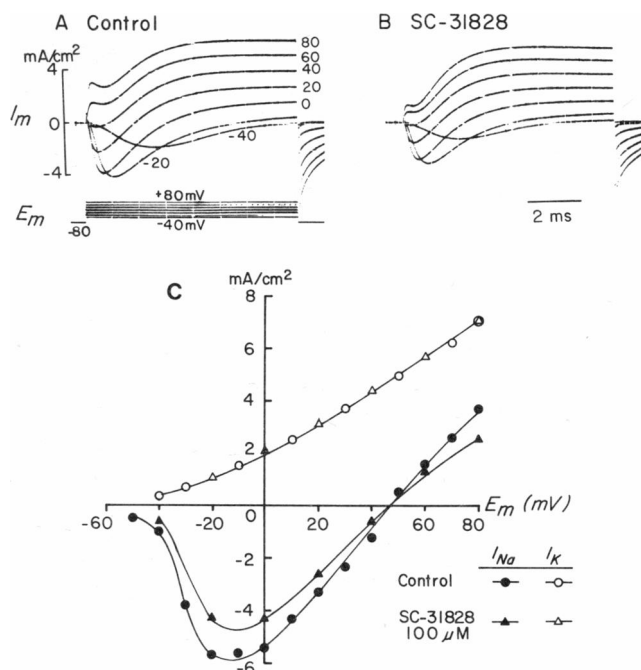 A Control
B SC-31828
mA/cm²
4
0
-4
I_m
80
60
40
20
0
-20
-40
+80mV
-40mV
-80
E_m
2 ms
C
mA/cm²
8
6
4
2
0
-2
-4
-6
-60 -40 -20 20 40 60 80
E_m (mV)
I_Na I_K
Control
SC-31828
100 μM